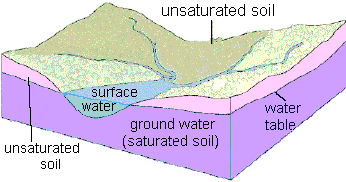 unsaturated soil
surface
water
ground water
(saturated soil)
water
table
unsaturated
soil